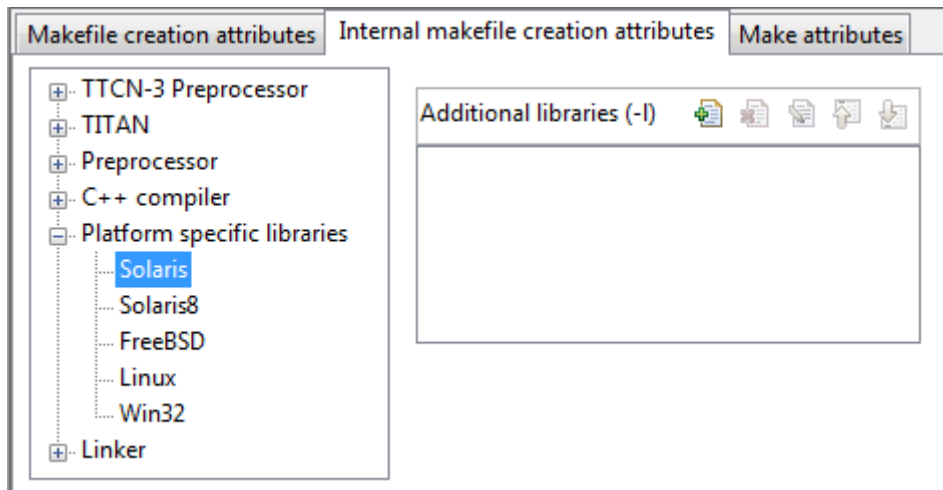 Makefile creation attributes
Internal makefile creation attributes
Make attributes
TTCN-3 Preprocessor
TITAN
Preprocessor
C++ compiler
Platform specific libraries
Solaris
Solaris8
FreeBSD
Linux
Win32
Linker
Additional libraries (-l)